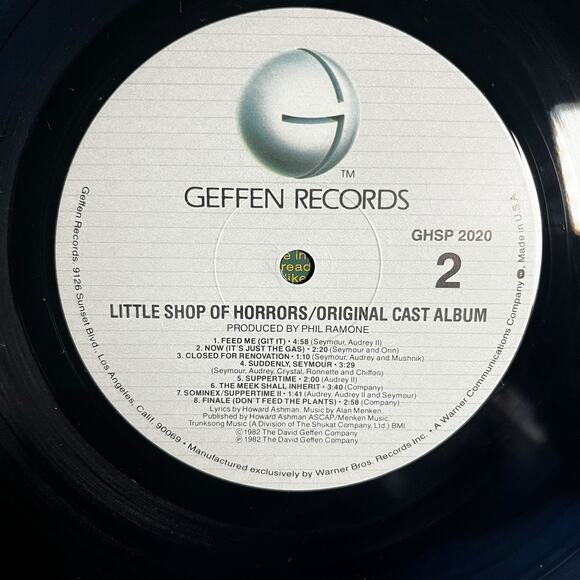 TM
GEFFEN RECORDS
GHSP 2020
2
e in
read
like
LITTLE SHOP OF HORRORS/ORIGINAL CAST ALBUM
PRODUCED BY PHIL RAMONE
1. FEED ME (GIT IT) • 4:58 (Seymour, Audrey II)
2. NOW (IT'S JUST THE GAS) • 2:20 (Seymour and Orin)
3. CLOSED FOR RENOVATION • 1:10 (Seymour, Audrey and Mushnik)
4. SUDDENLY, SEYMOUR • 3:29
(Seymour, Audrey, Crystal, Ronnette and Chiffon)
5. SUPPERTIME • 2:00 (Audrey II)
6. THE MEEK SHALL INHERIT • 3:40 (Company)
7. SOMINEX/SUPPERTIME II • 1:41 (Audrey, Audrey II and Seymour)
8. FINALE (DON'T FEED THE PLANTS) • 2:58 (Company)
Lyrics by Howard Ashman. Music by Alan Menken.
Published by Howard Ashman ASCAP/Menken Music,
Trunksong Music (A Division of The Shukat Company, Ltd.) BMI
© 1982 The David Geffen Company
℗ 1982 The David Geffen Company
Geffen Records. 9126 Sunset Blvd., Los Angeles, Calif. 90069 • Manufactured exclusively by Warner Bros. Records Inc. • A Warner Communications Company. Made in U.S.A.